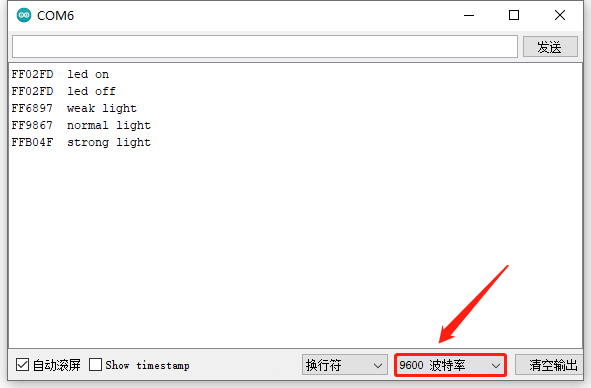 COM6
发送
FF02FD led on
FF02FD led off
FF6897 weak light
FF9867 normal light
FFB04F strong light
自动滚屏 Show timestamp 换行符 9600 波特率 清空输出